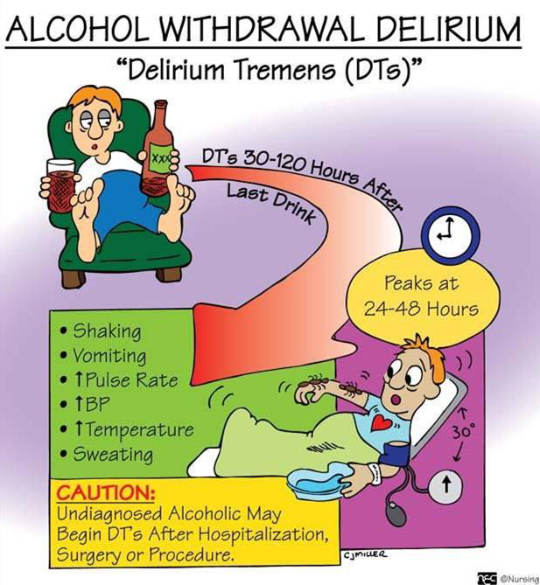 ALCOHOL WITHDRAWAL DELIRIUM
“Delirium Tremens (DTs)”
XXX
DT's 30-120 Hours After
Last Drink
Peaks at
24-48 Hours
• Shaking
• Vomiting
• ↑Pulse Rate
• ↑BP
• ↑Temperature
• Sweating
↑
30°
↓
↑
CAUTION:
Undiagnosed Alcoholic May
Begin DT's After Hospitalization,
Surgery or Procedure.
CJMILLER
©Nursing